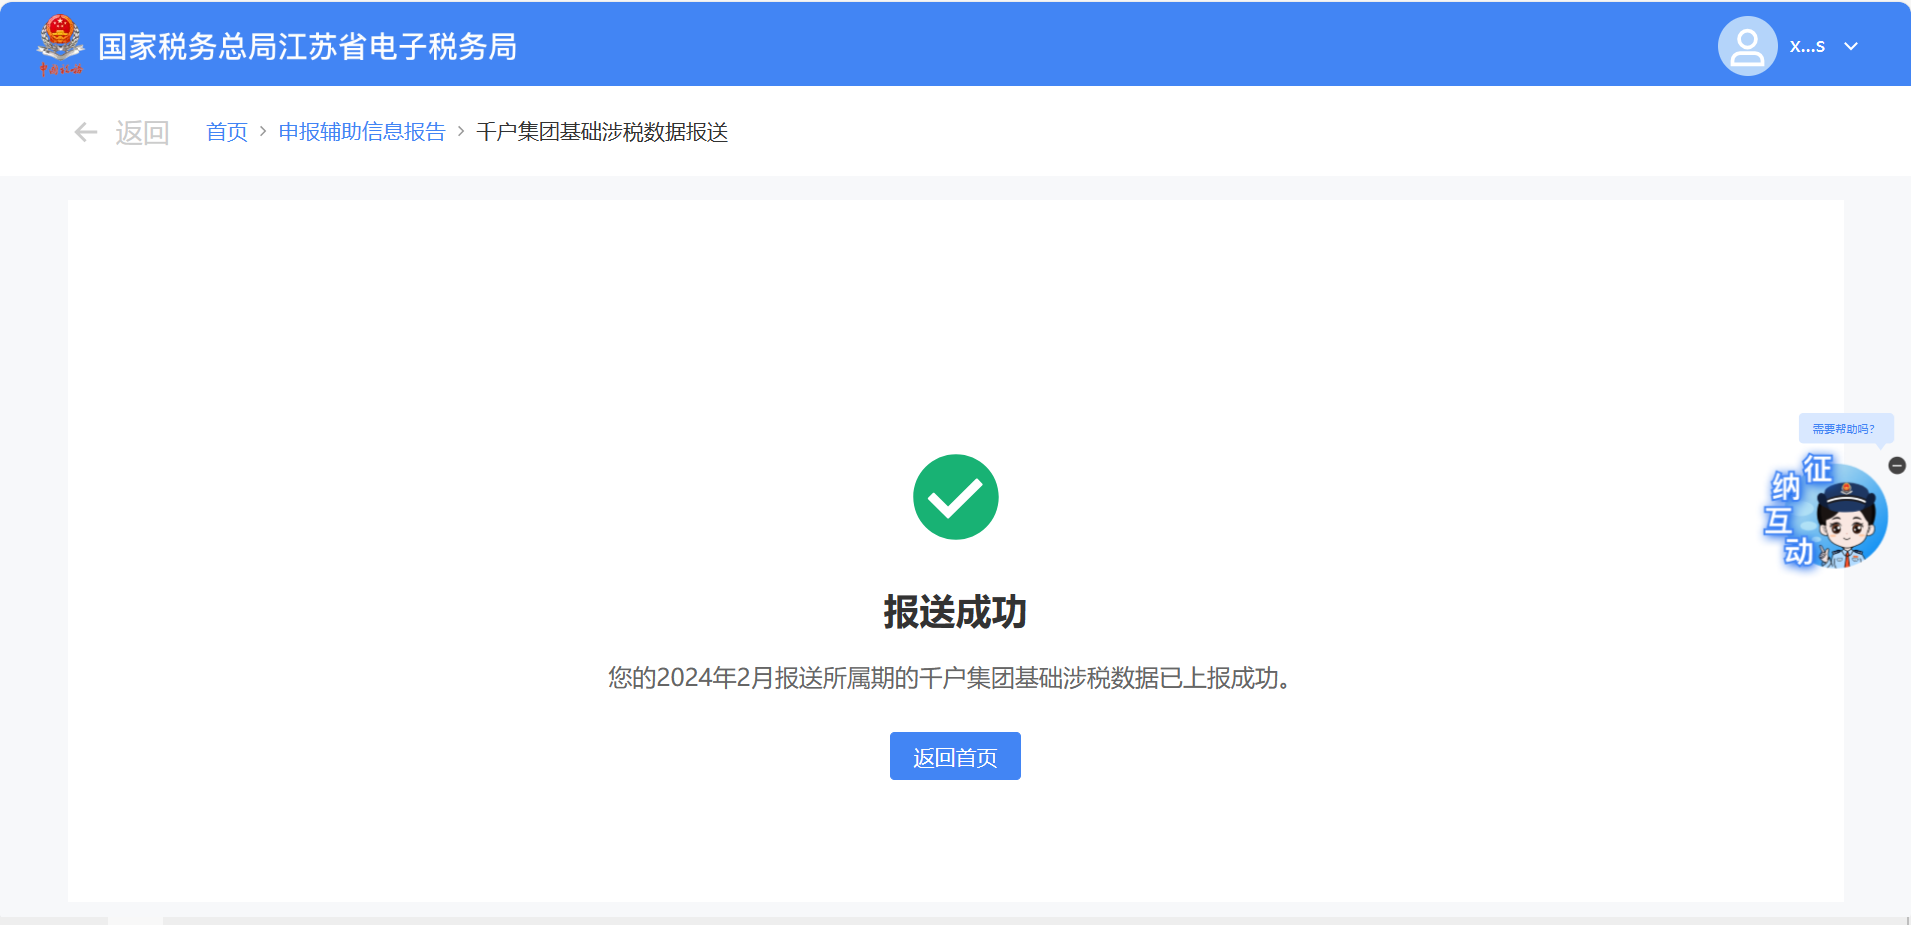 国家税务总局江苏省电子税务局
x...s
返回
首页 > 申报辅助信息报告 > 千户集团基础涉税数据报送
需要帮助吗?
征
纳
互
动
报送成功
您的2024年2月报送所属期的千户集团基础涉税数据已上报成功。
返回首页